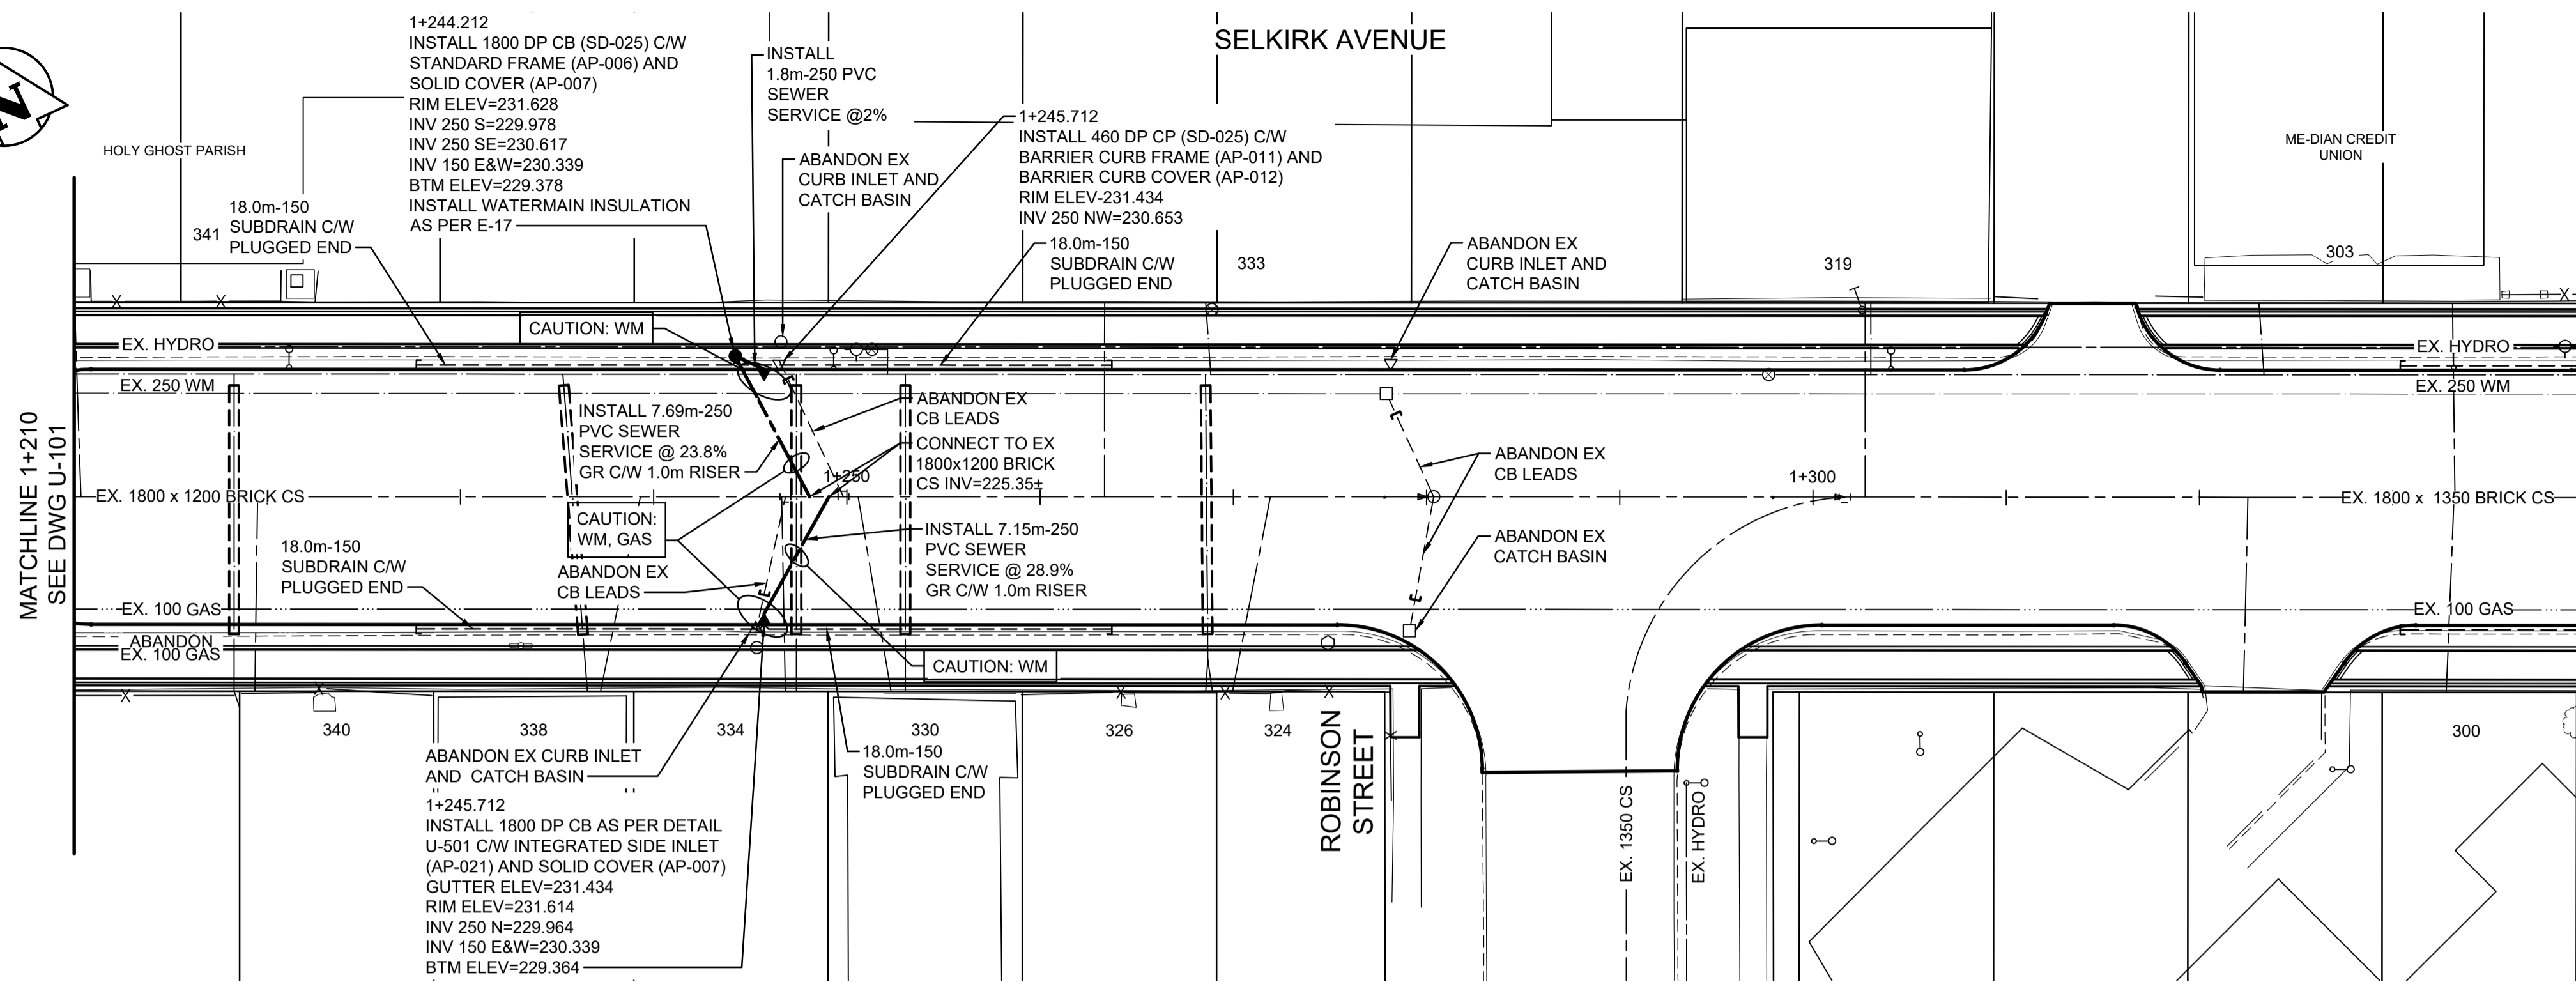 SELKIRK AVENUE
N
HOLY GHOST PARISH
341
18.0m-150
SUBDRAIN C/W
PLUGGED END
1+244.212
INSTALL 1800 DP CB (SD-025) C/W
STANDARD FRAME (AP-006) AND
SOLID COVER (AP-007)
RIM ELEV=231.628
INV 250 S=229.978
INV 250 SE=230.617
INV 150 E&W=230.339
BTM ELEV=229.378
INSTALL WATERMAIN INSULATION
AS PER E-17
INSTALL
1.8m-250 PVC
SEWER
SERVICE @2%
ABANDON EX
CURB INLET AND
CATCH BASIN
1+245.712
INSTALL 460 DP CP (SD-025) C/W
BARRIER CURB FRAME (AP-011) AND
BARRIER CURB COVER (AP-012)
RIM ELEV-231.434
INV 250 NW=230.653
18.0m-150
SUBDRAIN C/W
PLUGGED END
333
ABANDON EX
CURB INLET AND
CATCH BASIN
319
ME-DIAN CREDIT
UNION
303
CAUTION: WM
EX. HYDRO
EX. HYDRO
EX. 250 WM
EX. 250 WM
MATCHLINE 1+210
SEE DWG U-101
INSTALL 7.69m-250
PVC SEWER
SERVICE @ 23.8%
GR C/W 1.0m RISER
ABANDON EX
CB LEADS
CONNECT TO EX
1800x1200 BRICK
CS INV=225.35±
1+250
ABANDON EX
CB LEADS
1+300
EX. 1800 x 1200 BRICK CS
EX. 1800 x 1350 BRICK CS
CAUTION:
WM, GAS
INSTALL 7.15m-250
PVC SEWER
SERVICE @ 28.9%
GR C/W 1.0m RISER
ABANDON EX
CATCH BASIN
18.0m-150
SUBDRAIN C/W
PLUGGED END
ABANDON EX
CB LEADS
EX. 100 GAS
EX. 100 GAS
ABANDON
EX. 100 GAS
CAUTION: WM
340
338
334
330
326
324
300
ROBINSON
STREET
ABANDON EX CURB INLET
AND CATCH BASIN
18.0m-150
SUBDRAIN C/W
PLUGGED END
1+245.712
INSTALL 1800 DP CB AS PER DETAIL
U-501 C/W INTEGRATED SIDE INLET
(AP-021) AND SOLID COVER (AP-007)
GUTTER ELEV=231.434
RIM ELEV=231.614
INV 250 N=229.964
INV 150 E&W=230.339
BTM ELEV=229.364
EX. 1350 CS
EX. HYDRO